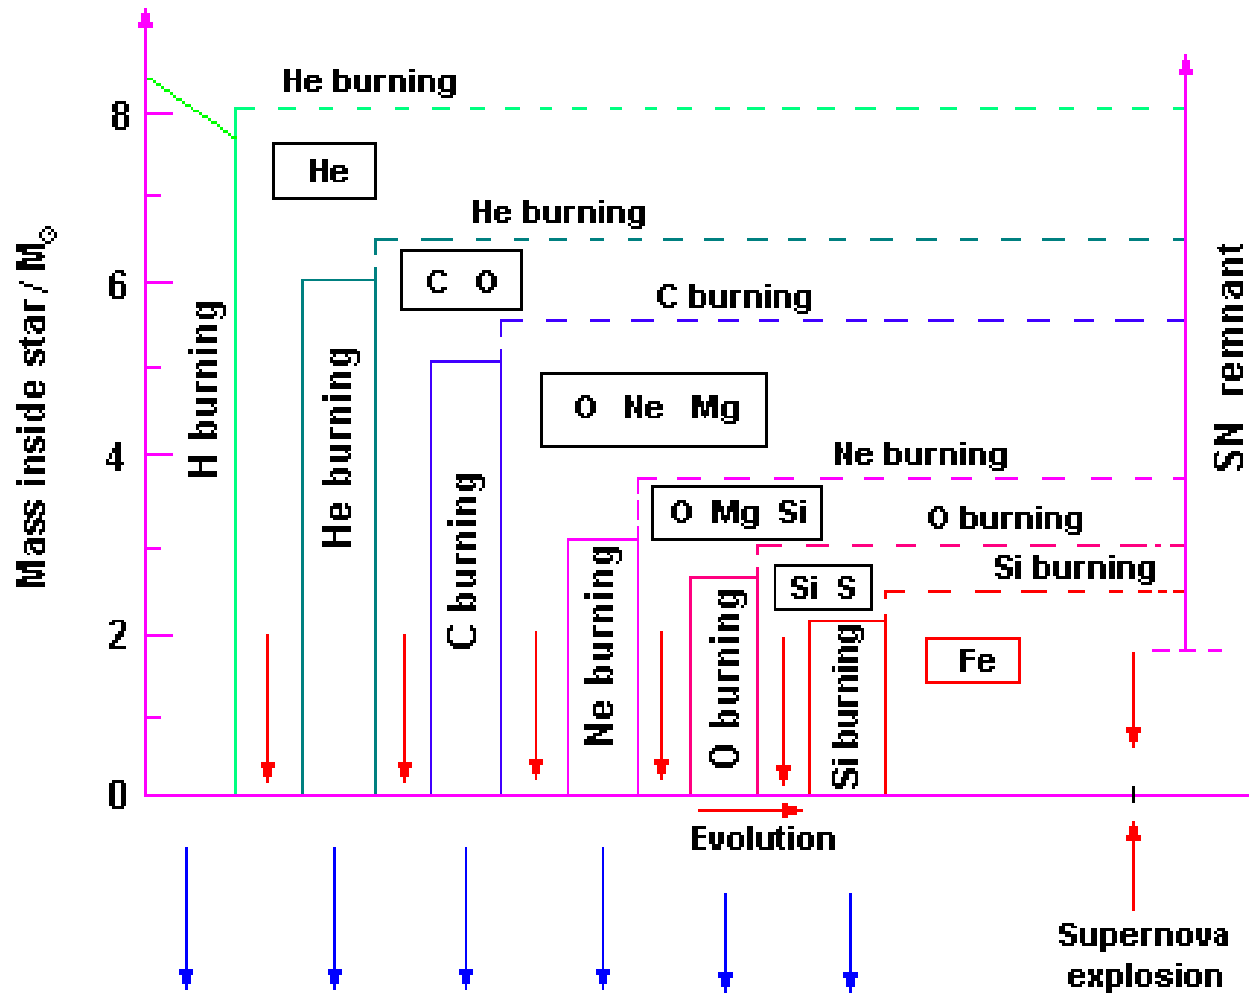 He burning
8
He
He burning
Mass inside star / M☉
6
C O
C burning
H burning
He burning
C burning
O Ne Mg
SN remnant
4
Ne burning
O Mg Si
O burning
Si burning
Si S
Ne burning
O burning
Si burning
2
Fe
0
Evolution
Supernova
explosion